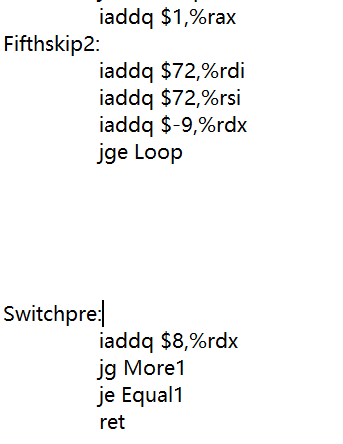 iaddq $1,%rax
Fifthskip2:
iaddq $72,%rdi
iaddq $72,%rsi
iaddq $-9,%rdx
jge Loop
Switchpre:
iaddq $8,%rdx
jg More1
je Equal1
ret